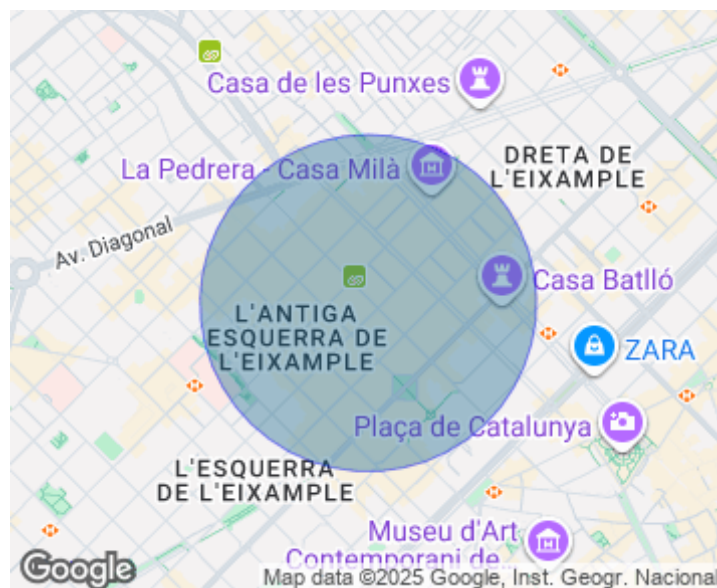 Casa de les Punxes
La Pedrera - Casa Milà
DRETA DE
L'EIXAMPLE
Av. Diagonal
Casa Batlló
L'ANTIGA
ESQUERRA DE
L'EIXAMPLE
ZARA
Plaça de Catalunya
L'ESQUERRA
DE L'EIXAMPLE
Museu d'Art
Contemporani de...
Google
Map data ©2025 Google, Inst. Geogr. Nacional